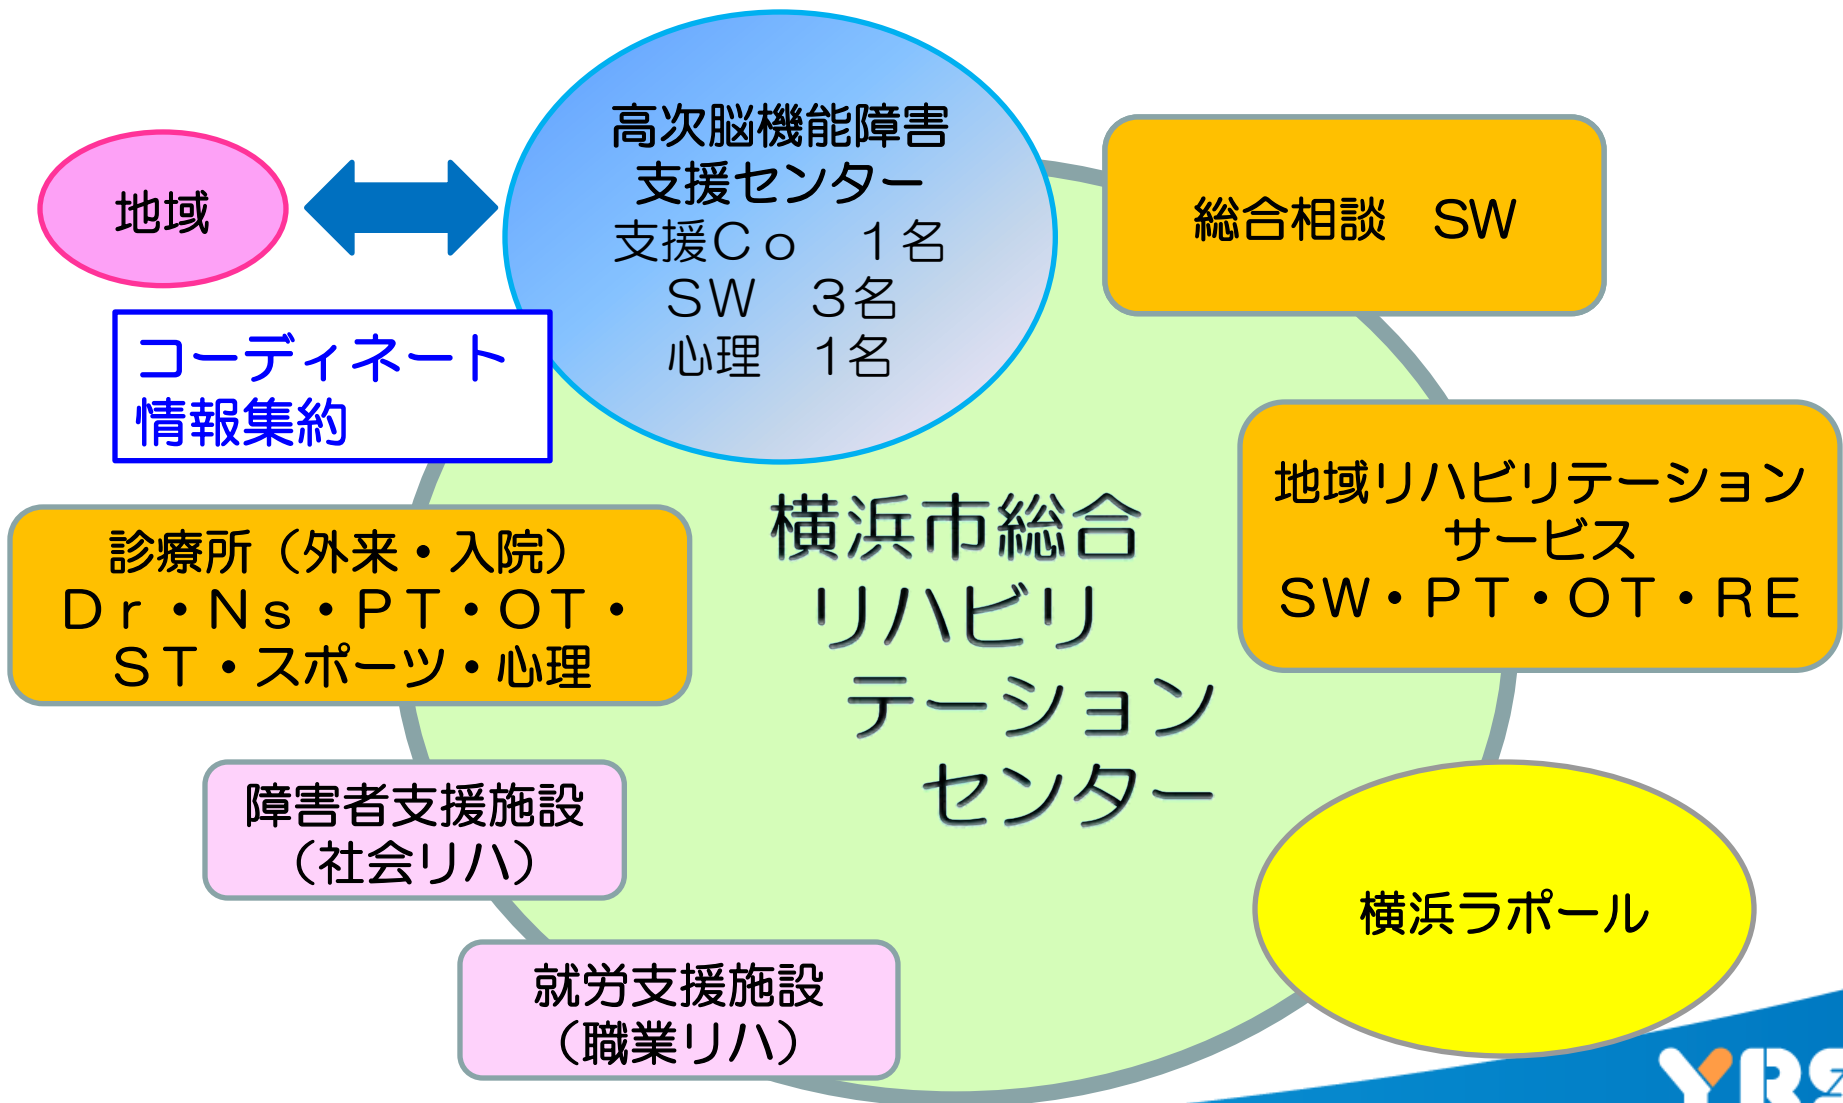 高次脳機能障害
支援センター
支援Ｃｏ　１名
ＳＷ　３名
心理　1名
地域
コーディネート
情報集約
総合相談　SW
地域リハビリテーション
サービス
SW・ＰＴ・ＯＴ・ＲＥ
診療所（外来・入院）
Ｄｒ・Ｎｓ・ＰＴ・ＯＴ・
ＳＴ・スポーツ・心理
横浜市総合
リハビリ
テーション
センター
障害者支援施設
（社会リハ）
就労支援施設
（職業リハ）
横浜ラポール